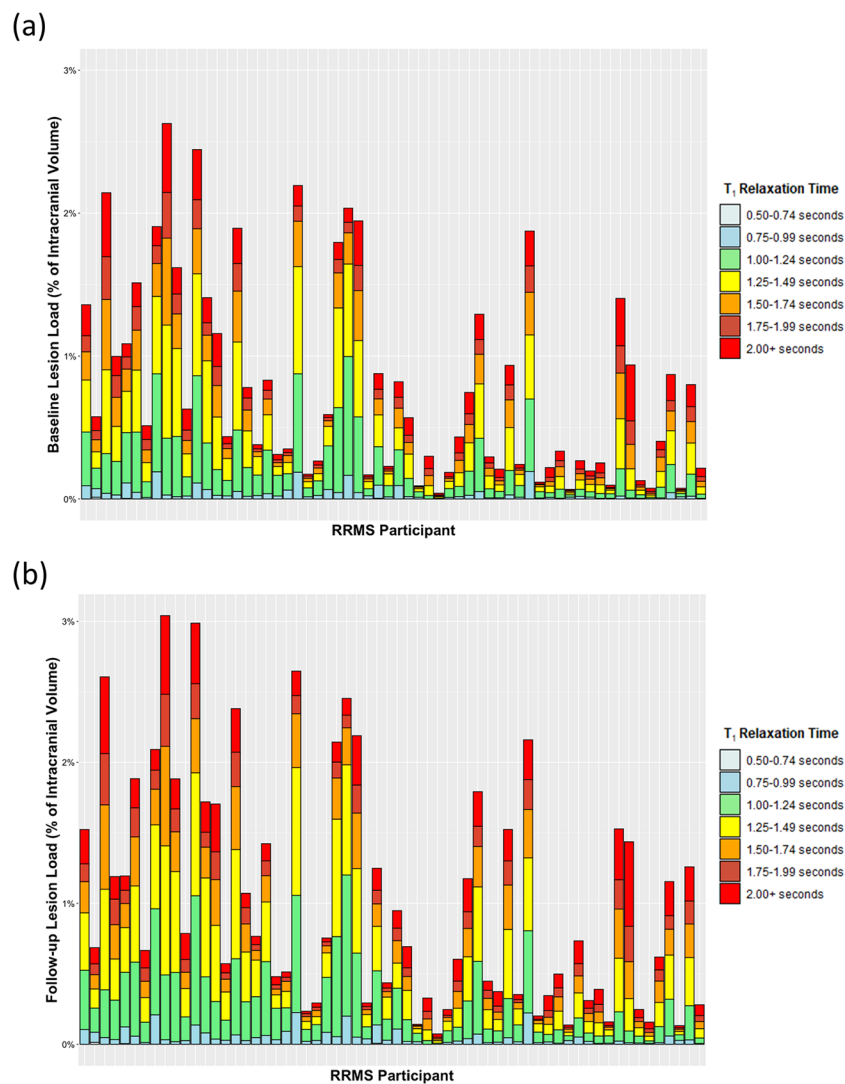 (a)
Baseline Lesion Load (% of Intracranial Volume)
3%
2%
1%
0%
RRMS Participant
T₁ Relaxation Time
0.50-0.74 seconds
0.75-0.99 seconds
1.00-1.24 seconds
1.25-1.49 seconds
1.50-1.74 seconds
1.75-1.99 seconds
2.00+ seconds
(b)
Follow-up Lesion Load (% of Intracranial Volume)
3%
2%
1%
0%
RRMS Participant
T₁ Relaxation Time
0.50-0.74 seconds
0.75-0.99 seconds
1.00-1.24 seconds
1.25-1.49 seconds
1.50-1.74 seconds
1.75-1.99 seconds
2.00+ seconds